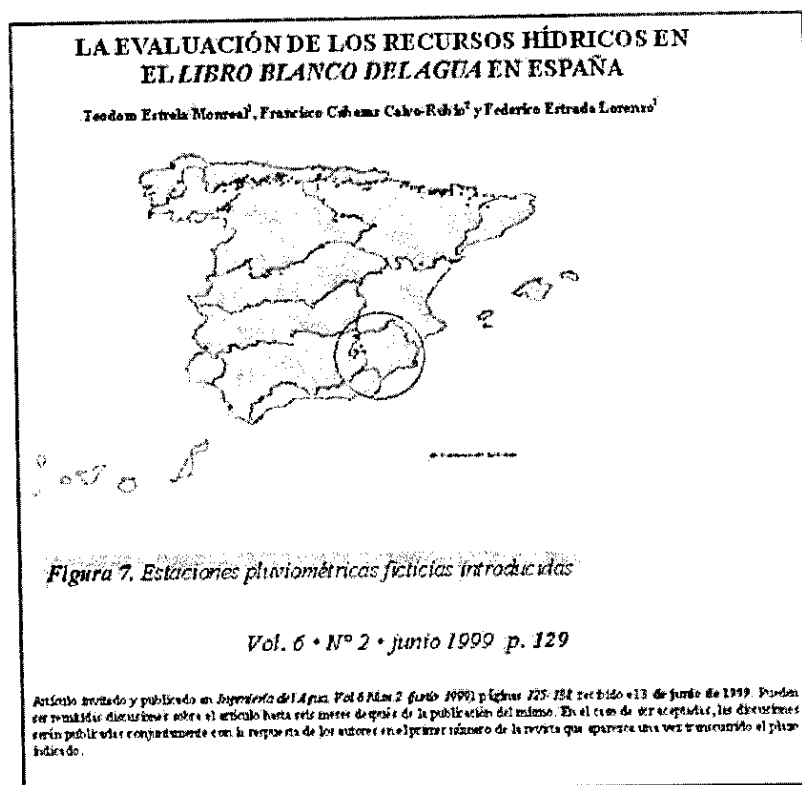 LA EVALUACIÓN DE LOS RECURSOS HÍDRICOS EN
EL LIBRO BLANCO DEL AGUA EN ESPAÑA
Teodoro Estrela Monreal¹, Francisco Cabezas Calvo-Rubio² y Federico Estrada Lorenzo¹
Figura 7. Estaciones pluviométricas ficticias introducidas
Vol. 6 • Nº 2 • junio 1999 p. 129
Artículo invitado y publicado en Ingeniería del Agua, Vol 6 Num 2 (junio 1999) páginas 125-138, recibido el 3 de junio de 1999. Pueden
ser remitidas discusiones sobre el artículo hasta seis meses después de la publicación del mismo. En el caso de ser aceptadas, las discusiones
serán publicadas conjuntamente con la respuesta de los autores en el primer número de la revista que aparezca una vez transcurrido el plazo
indicado.